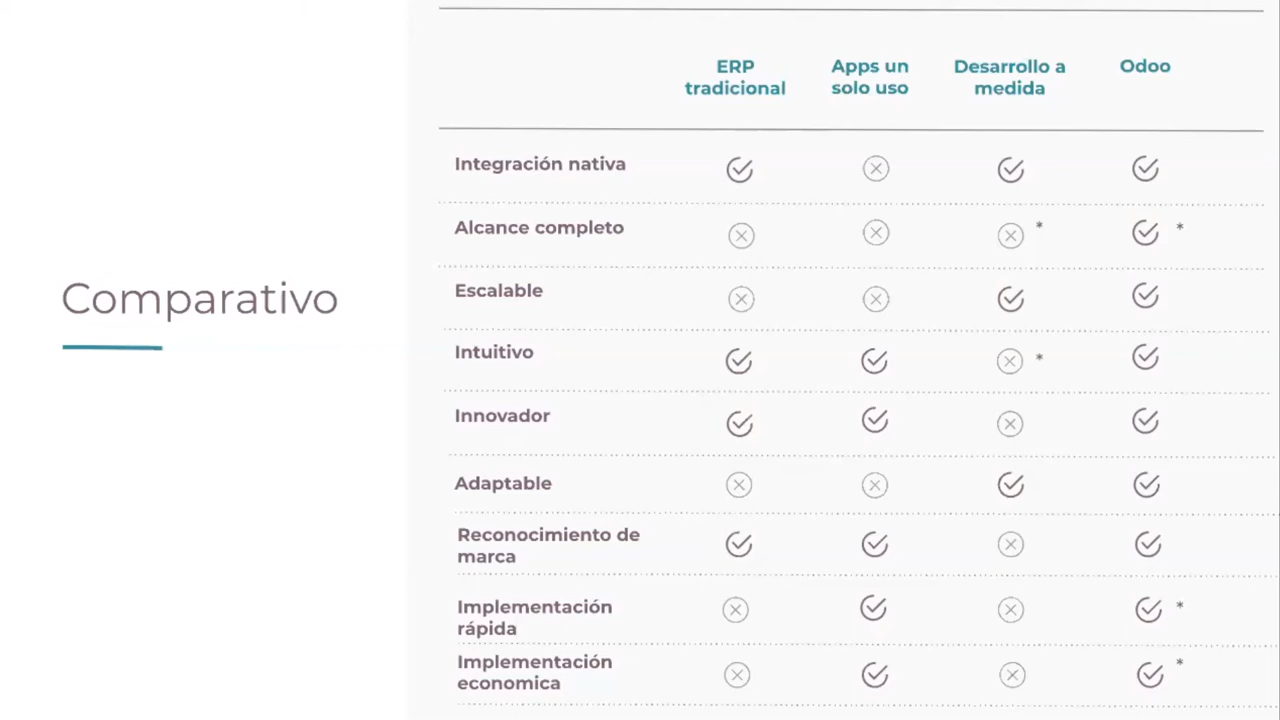 Comparativo
ERP
tradicional
Apps un
solo uso
Desarrollo a
medida
Odoo
Integración nativa
Alcance completo
*
*
Escalable
Intuitivo
*
Innovador
Adaptable
Reconocimiento de
marca
Implementación
rápida
*
Implementación
economica
*